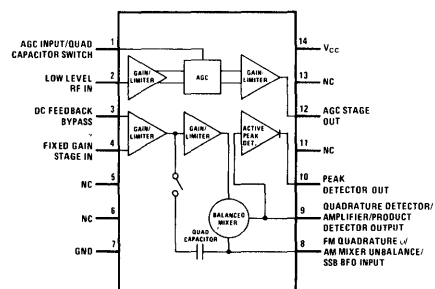 AGC INPUT/QUAD
CAPACITOR SWITCH
1
LOW LEVEL
RF IN
2
DC FEEDBACK
BYPASS
3
FIXED GAIN
STAGE IN
4
NC
5
NC
6
GND
7
GAIN/
LIMITER
AGC
GAIN-
LIMITER
GAIN/
LIMITER
GAIN/
LIMITER
ACTIVE
PEAK
DET.
BALANCED
MIXER
QUAD
CAPACITOR
14
VCC
13
NC
12
AGC STAGE
OUT
11
NC
10
PEAK
DETECTOR OUT
9
QUADRATURE DETECTOR/
AMPLIFIER/PRODUCT
DETECTOR OUTPUT
8
FM QUADRATURE or
AM MIXER UNBALANCE/
SSB BFO INPUT